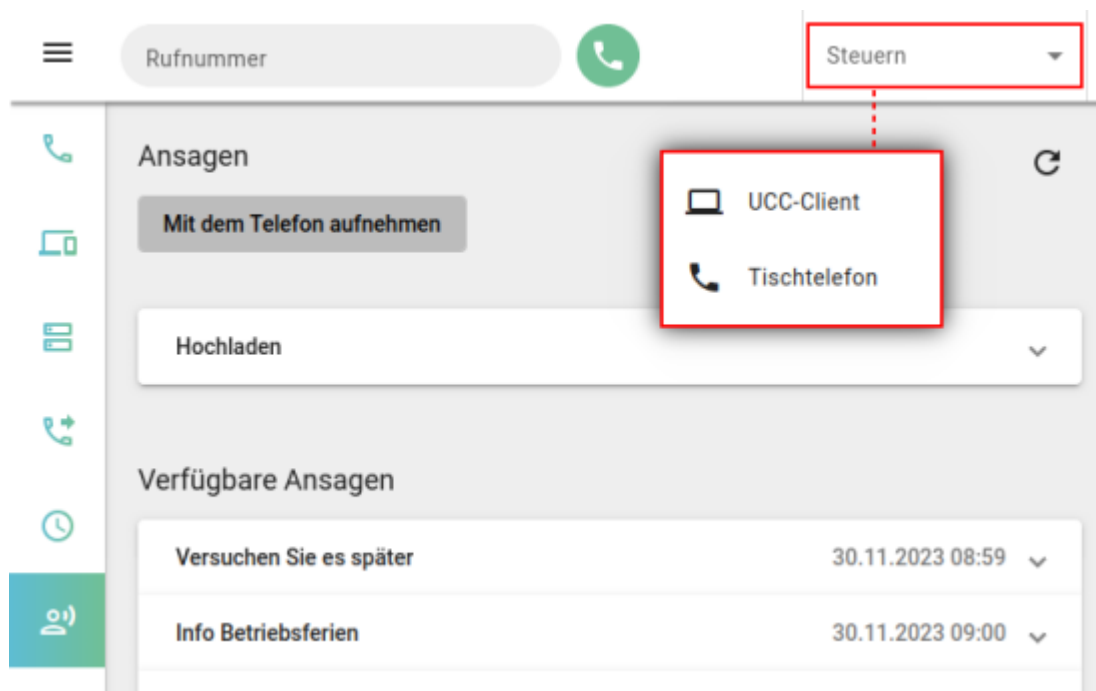 Rufnummer
Steuern
Ansagen
UCC-Client
Mit dem Telefon aufnehmen
Tischtelefon
Hochladen
Verfügbare Ansagen
Versuchen Sie es später 30.11.2023 08:59
Info Betriebsferien 30.11.2023 09:00